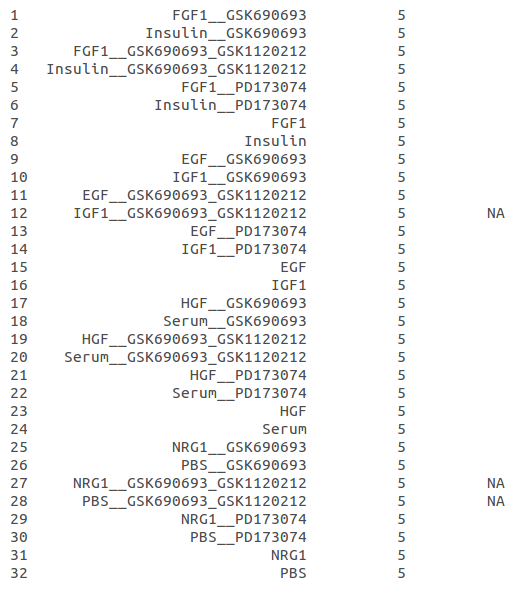 1 FGF1__GSK690693 5
2 Insulin__GSK690693 5
3 FGF1__GSK690693_GSK1120212 5
4 Insulin__GSK690693_GSK1120212 5
5 FGF1__PD173074 5
6 Insulin__PD173074 5
7 FGF1 5
8 Insulin 5
9 EGF__GSK690693 5
10 IGF1__GSK690693 5
11 EGF__GSK690693_GSK1120212 5
12 IGF1__GSK690693_GSK1120212 5 NA
13 EGF__PD173074 5
14 IGF1__PD173074 5
15 EGF 5
16 IGF1 5
17 HGF__GSK690693 5
18 Serum__GSK690693 5
19 HGF__GSK690693_GSK1120212 5
20 Serum__GSK690693_GSK1120212 5
21 HGF__PD173074 5
22 Serum__PD173074 5
23 HGF 5
24 Serum 5
25 NRG1__GSK690693 5
26 PBS__GSK690693 5
27 NRG1__GSK690693_GSK1120212 5 NA
28 PBS__GSK690693_GSK1120212 5 NA
29 NRG1__PD173074 5
30 PBS__PD173074 5
31 NRG1 5
32 PBS 5